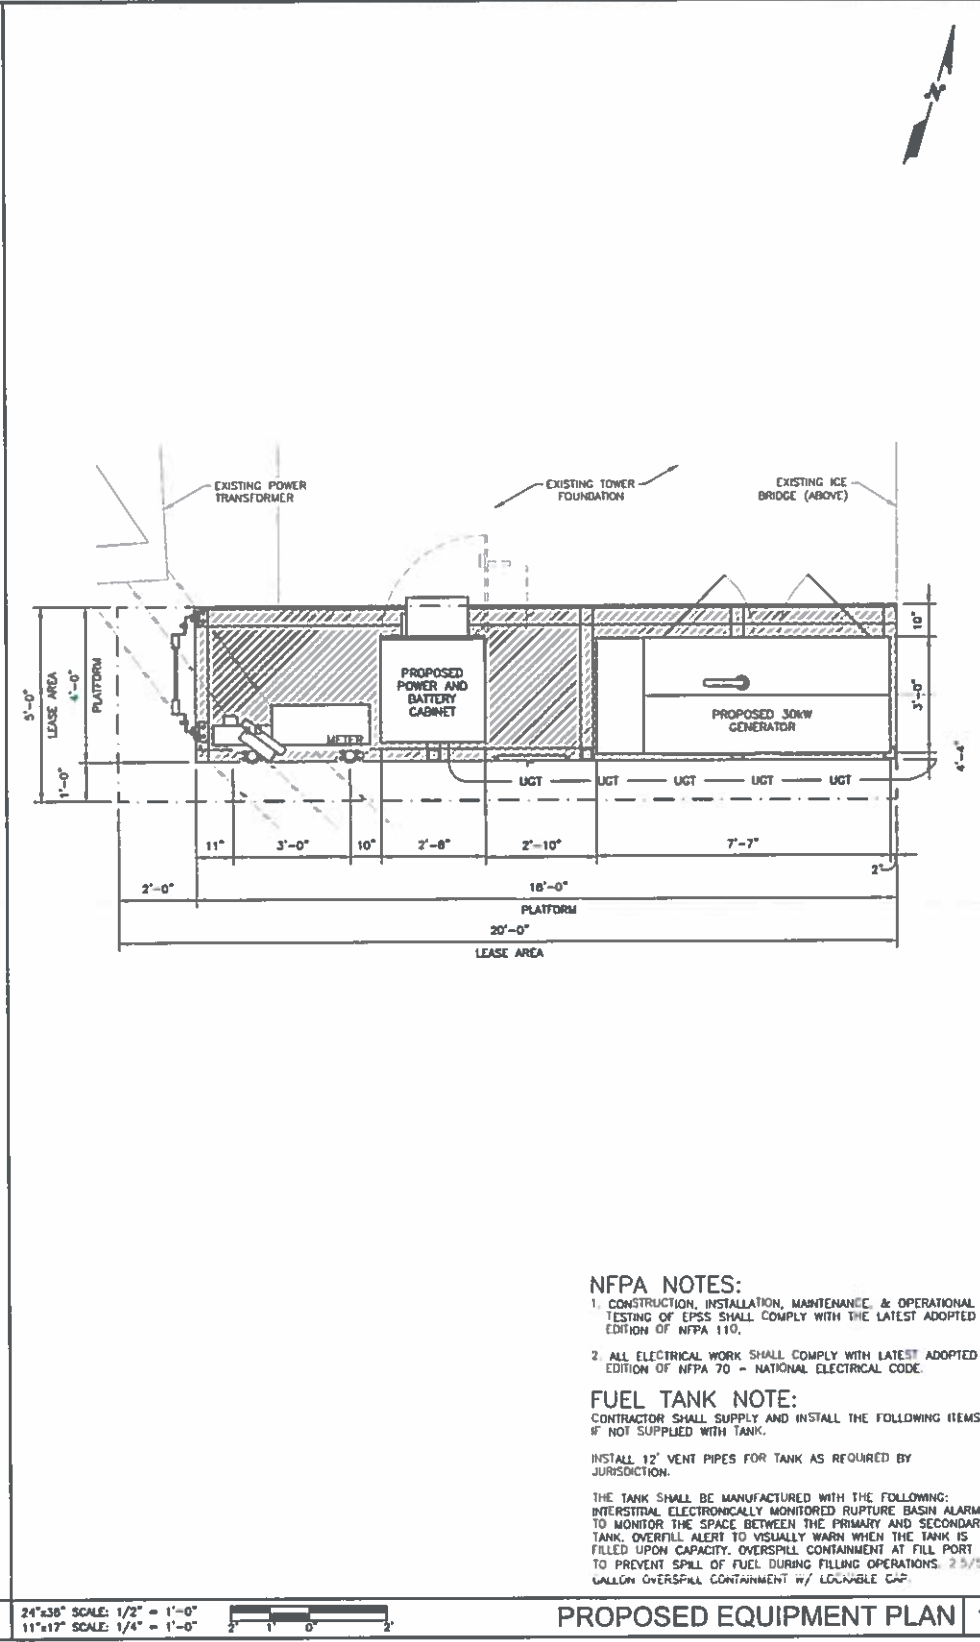 N
EXISTING POWER
TRANSFORMER
EXISTING TOWER
FOUNDATION
EXISTING ICE
BRIDGE (ABOVE)
5'-0"
LEASE AREA
4'-0"
PLATFORM
1'-0"
PROPOSED
POWER AND
BATTERY
CABINET
METER
PROPOSED 30kW
GENERATOR
10"
3'-0"
4'-4"
UGT UGT UGT UGT UGT
11" 3'-0" 10" 2'-8" 2'-10" 7'-7"
2"
2'-0" 18'-0"
PLATFORM
20'-0"
LEASE AREA
NFPA NOTES:
1. CONSTRUCTION, INSTALLATION, MAINTENANCE, & OPERATIONAL
TESTING OF EPSS SHALL COMPLY WITH THE LATEST ADOPTED
EDITION OF NFPA 110.
2. ALL ELECTRICAL WORK SHALL COMPLY WITH LATEST ADOPTED
EDITION OF NFPA 70 - NATIONAL ELECTRICAL CODE.
FUEL TANK NOTE:
CONTRACTOR SHALL SUPPLY AND INSTALL THE FOLLOWING ITEMS
IF NOT SUPPLIED WITH TANK.
INSTALL 12' VENT PIPES FOR TANK AS REQUIRED BY
JURISDICTION.
THE TANK SHALL BE MANUFACTURED WITH THE FOLLOWING:
INTERSTITIAL ELECTRONICALLY MONITORED RUPTURE BASIN ALARM
TO MONITOR THE SPACE BETWEEN THE PRIMARY AND SECONDAR
TANK. OVERFILL ALERT TO VISUALLY WARN WHEN THE TANK IS
FILLED UPON CAPACITY. OVERSPILL CONTAINMENT AT FILL PORT
TO PREVENT SPILL OF FUEL DURING FILLING OPERATIONS.
GALLON OVERSPILL CONTAINMENT W/ LOCKABLE CAP.
24"x36" SCALE: 1/2" = 1'-0"
11"x17" SCALE: 1/4" = 1'-0"
2' 1' 0" 2'
PROPOSED EQUIPMENT PLAN